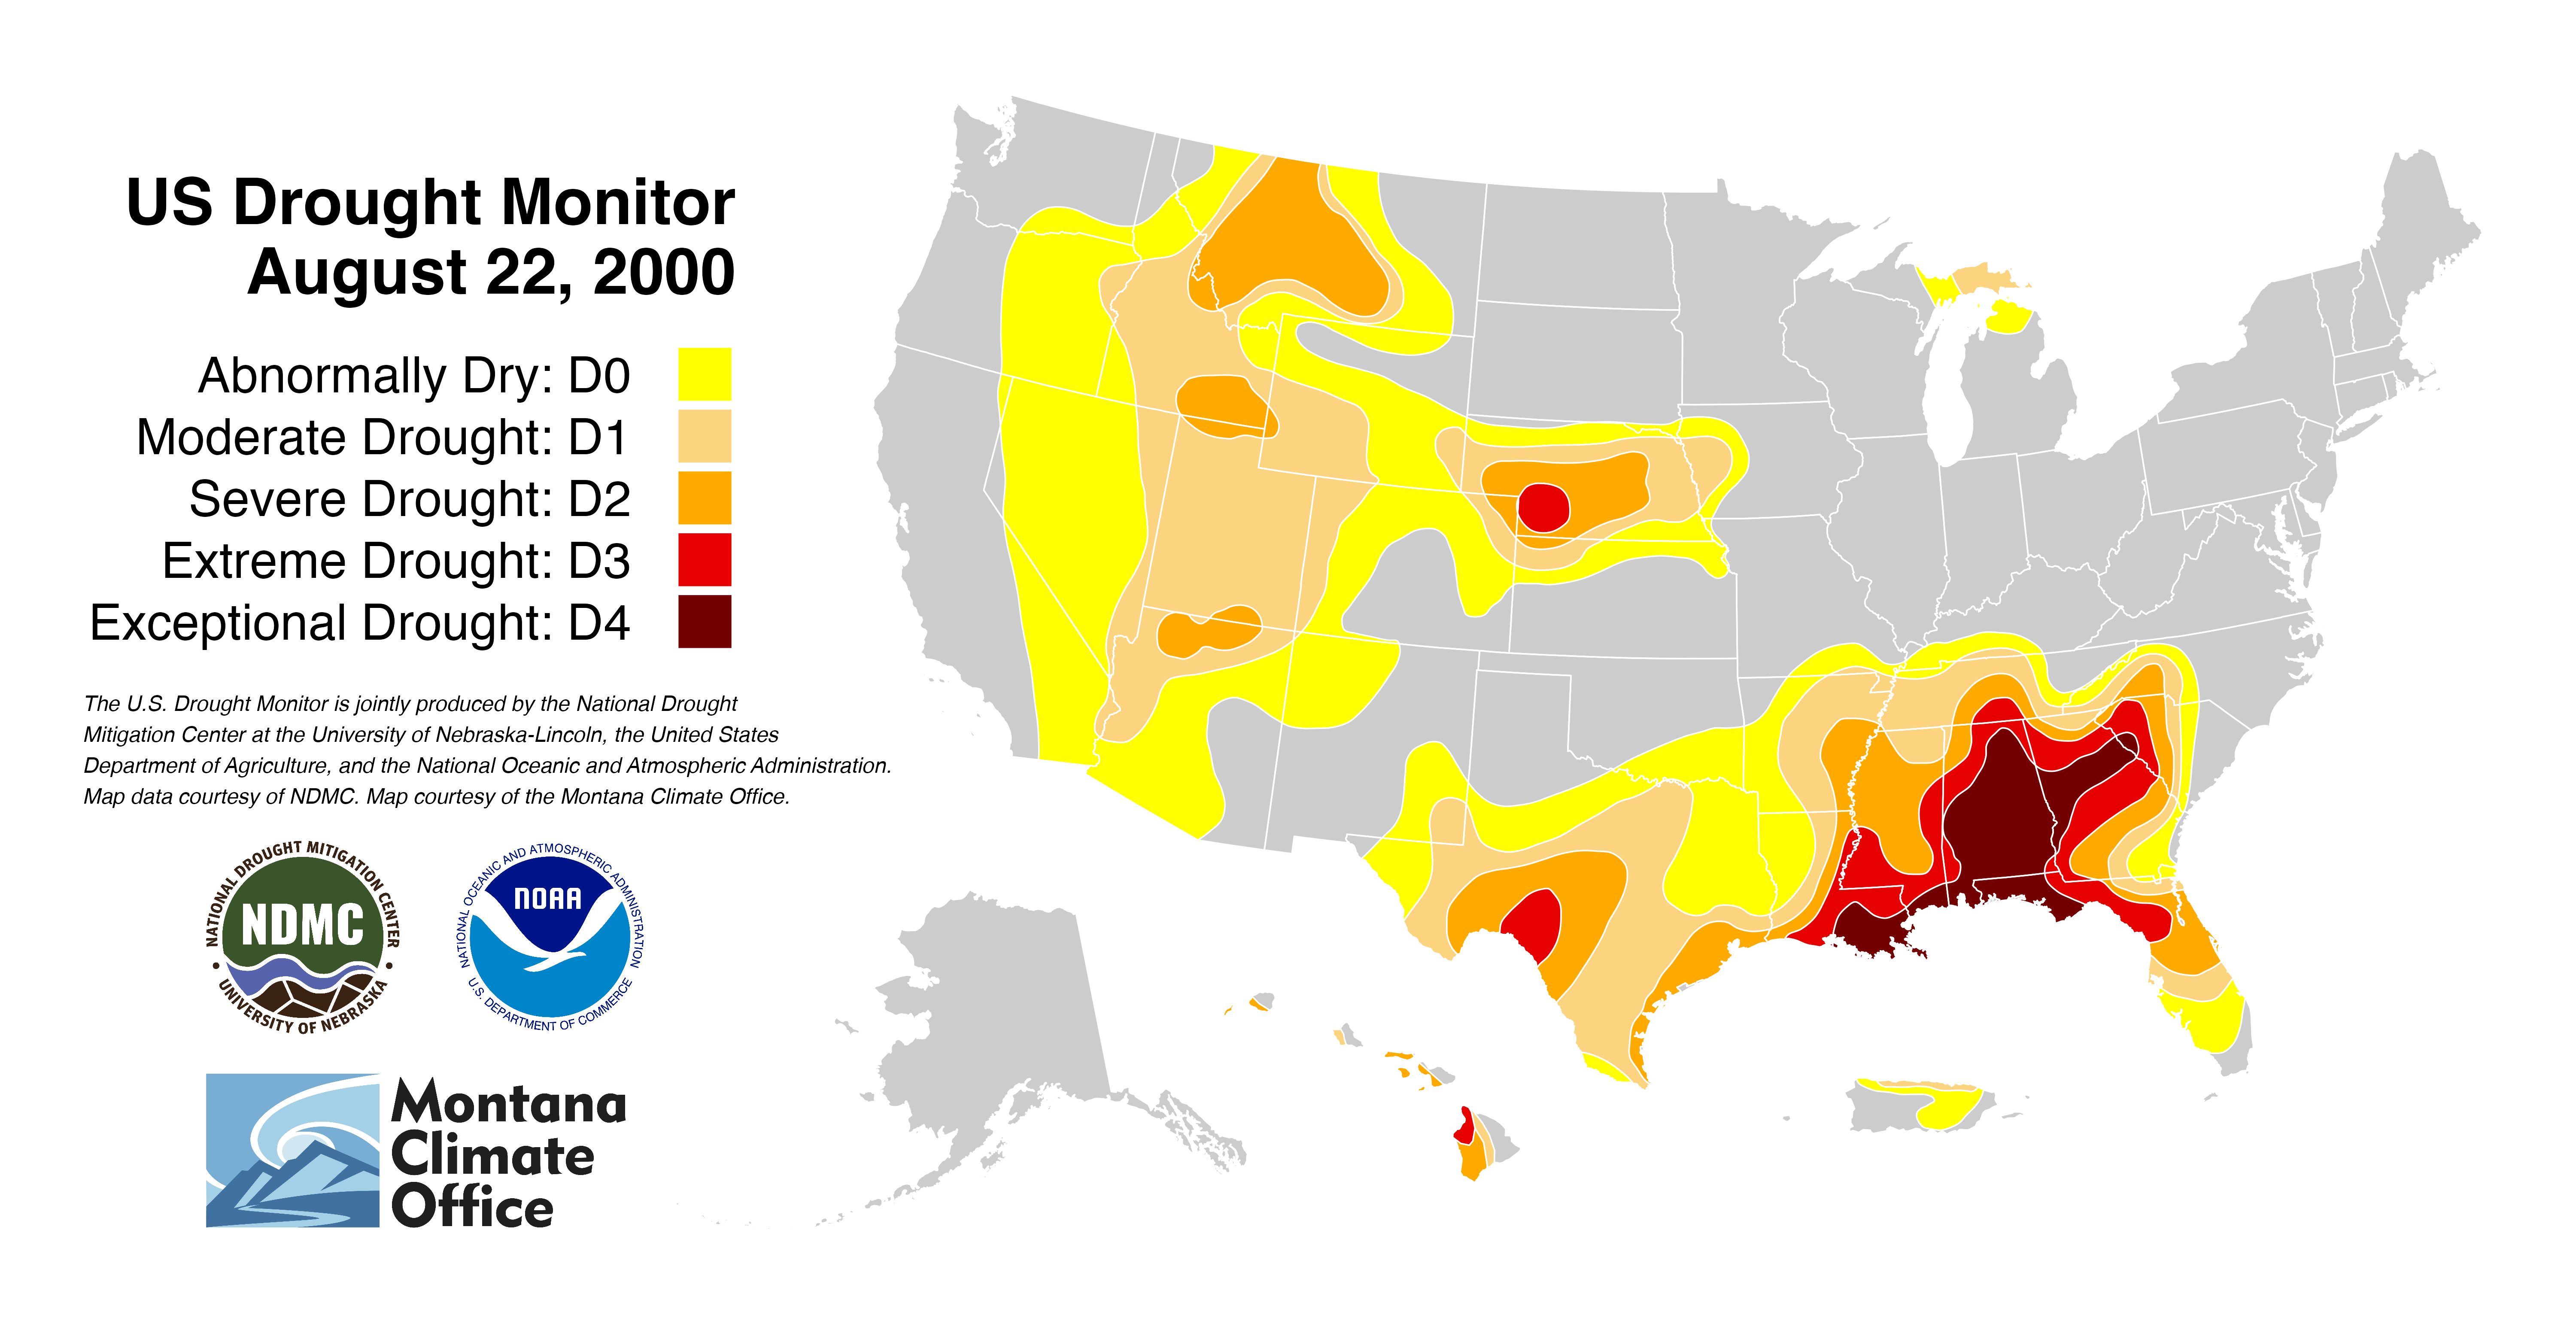 US Drought Monitor
August 22, 2000
Abnormally Dry: D0
Moderate Drought: D1
Severe Drought: D2
Extreme Drought: D3
Exceptional Drought: D4
The U.S. Drought Monitor is jointly produced by the National Drought
Mitigation Center at the University of Nebraska-Lincoln, the United States
Department of Agriculture, and the National Oceanic and Atmospheric Administration.
Map data courtesy of NDMC. Map courtesy of the Montana Climate Office.
NATIONAL DROUGHT MITIGATION CENTER
NDMC
UNIVERSITY OF NEBRASKA
NATIONAL OCEANIC AND ATMOSPHERIC ADMINISTRATION
NOAA
U.S. DEPARTMENT OF COMMERCE
Montana
Climate
Office